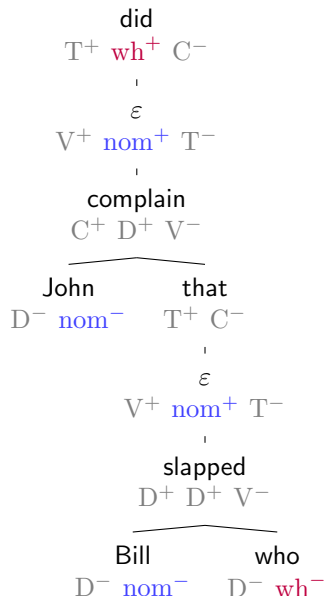 did
T⁺ wh⁺ C⁻
ε
V⁺ nom⁺ T⁻
complain
C⁺ D⁺ V⁻
John that
D⁻ nom⁻ T⁺ C⁻
ε
V⁺ nom⁺ T⁻
slapped
D⁺ D⁺ V⁻
Bill who
D⁻ nom⁻ D⁻ wh⁻